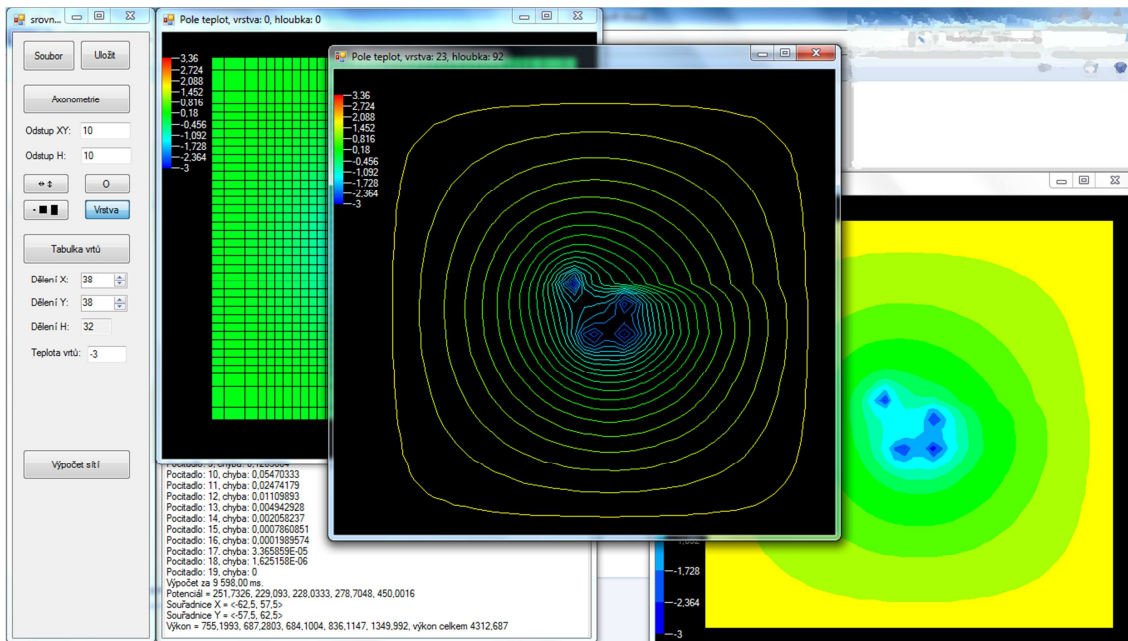 srovn...
Soubor
Uložit
Axonometrie
Odstup XY: 10
Odstup H: 10
O
Vrstva
Tabulka vrtů
Dělení X: 38
Dělení Y: 38
Dělení H: 32
Teplota vrtů: -3
Výpočet sítí
Pole teplot, vrstva: 0, hloubka: 0
3.36
2,724
2,088
1,452
0,816
0,18
-0,456
-1,092
-1,728
-2,364
-3
Pole teplot, vrstva: 23, hloubka: 92
3.36
2,724
2,088
1,452
0,816
0,18
-0,456
-1,092
-1,728
-2,364
-3
Pocitadlo: 10, chyba: 0,05470333
Pocitadlo: 11, chyba: 0,02474179
Pocitadlo: 12, chyba: 0,01109893
Pocitadlo: 13, chyba: 0,004942928
Pocitadlo: 14, chyba: 0,002058237
Pocitadlo: 15, chyba: 0,0007860851
Pocitadlo: 16, chyba: 0,0001989574
Pocitadlo: 17, chyba: 3,365859E-05
Pocitadlo: 18, chyba: 1,625158E-06
Pocitadlo: 19, chyba: 0
Výpočet za 9 598,00 ms.
Potenciál = 251,7326, 229,093, 228,0333, 278,7048, 450,0016
Souřadnice X = <-62,5, 57,5>
Souřadnice Y = <-57,5, 62,5>
Výkon = 755,1993, 687,2803, 684,1004, 836,1147, 1349,992, výkon celkem 4312,687
-1,728
-2,364
-3